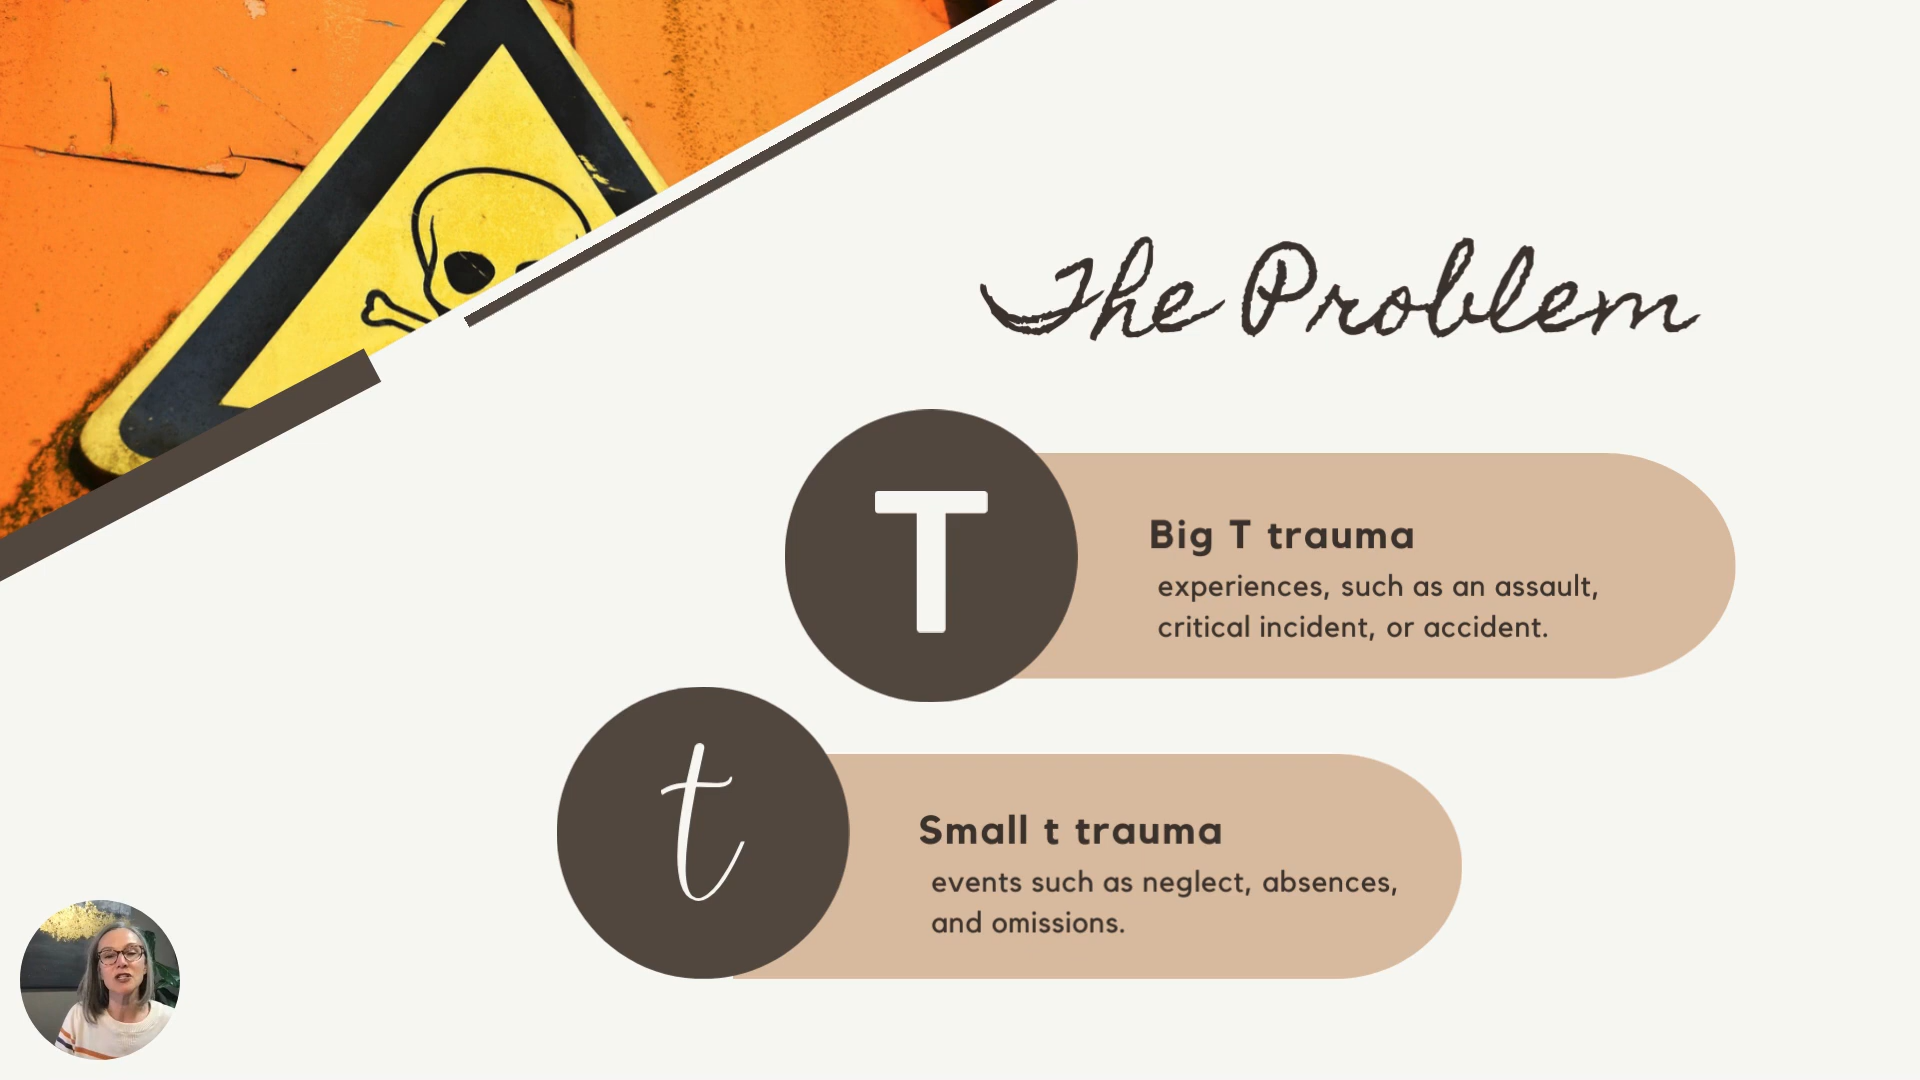 The Problem
T
Big T trauma
experiences, such as an assault,
critical incident, or accident.
t
Small t trauma
events such as neglect, absences,
and omissions.